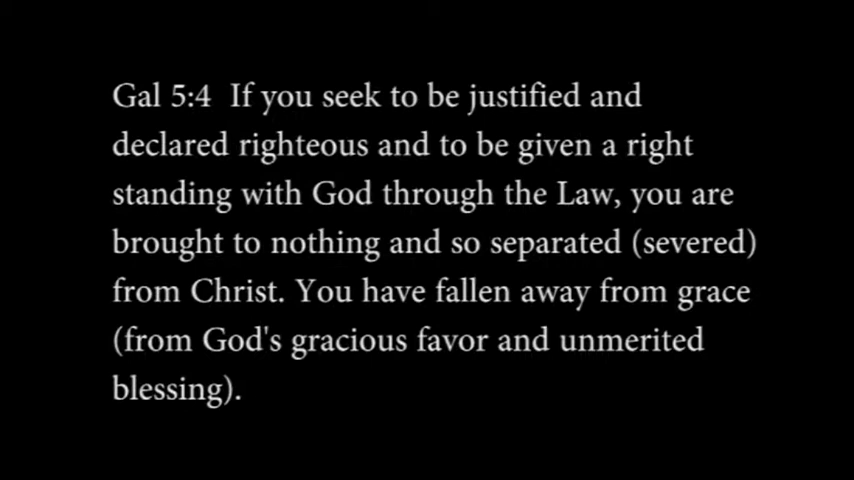 Gal 5:4  If you seek to be justified and
declared righteous and to be given a right
standing with God through the Law, you are
brought to nothing and so separated (severed)
from Christ. You have fallen away from grace
(from God's gracious favor and unmerited
blessing).